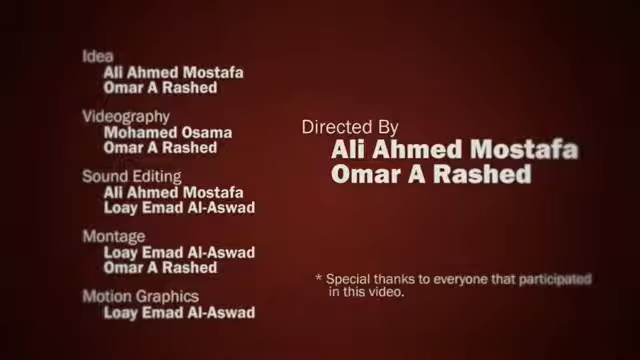 Idea
Ali Ahmed Mostafa
Omar A Rashed
Videography
Mohamed Osama
Omar A Rashed
Sound Editing
Ali Ahmed Mostafa
Loay Emad Al-Aswad
Montage
Loay Emad Al-Aswad
Omar A Rashed
Motion Graphics
Loay Emad Al-Aswad
Directed By
Ali Ahmed Mostafa
Omar A Rashed
* Special thanks to everyone that participated
in this video.